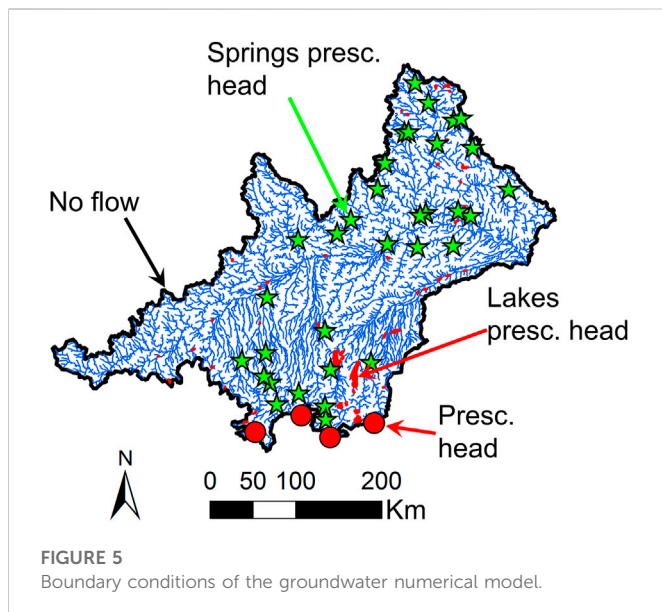 Springs presc.
head
No flow
Lakes
presc. head
Presc.
head
N
0 50 100 200
Km
FIGURE 5
Boundary conditions of the groundwater numerical model.